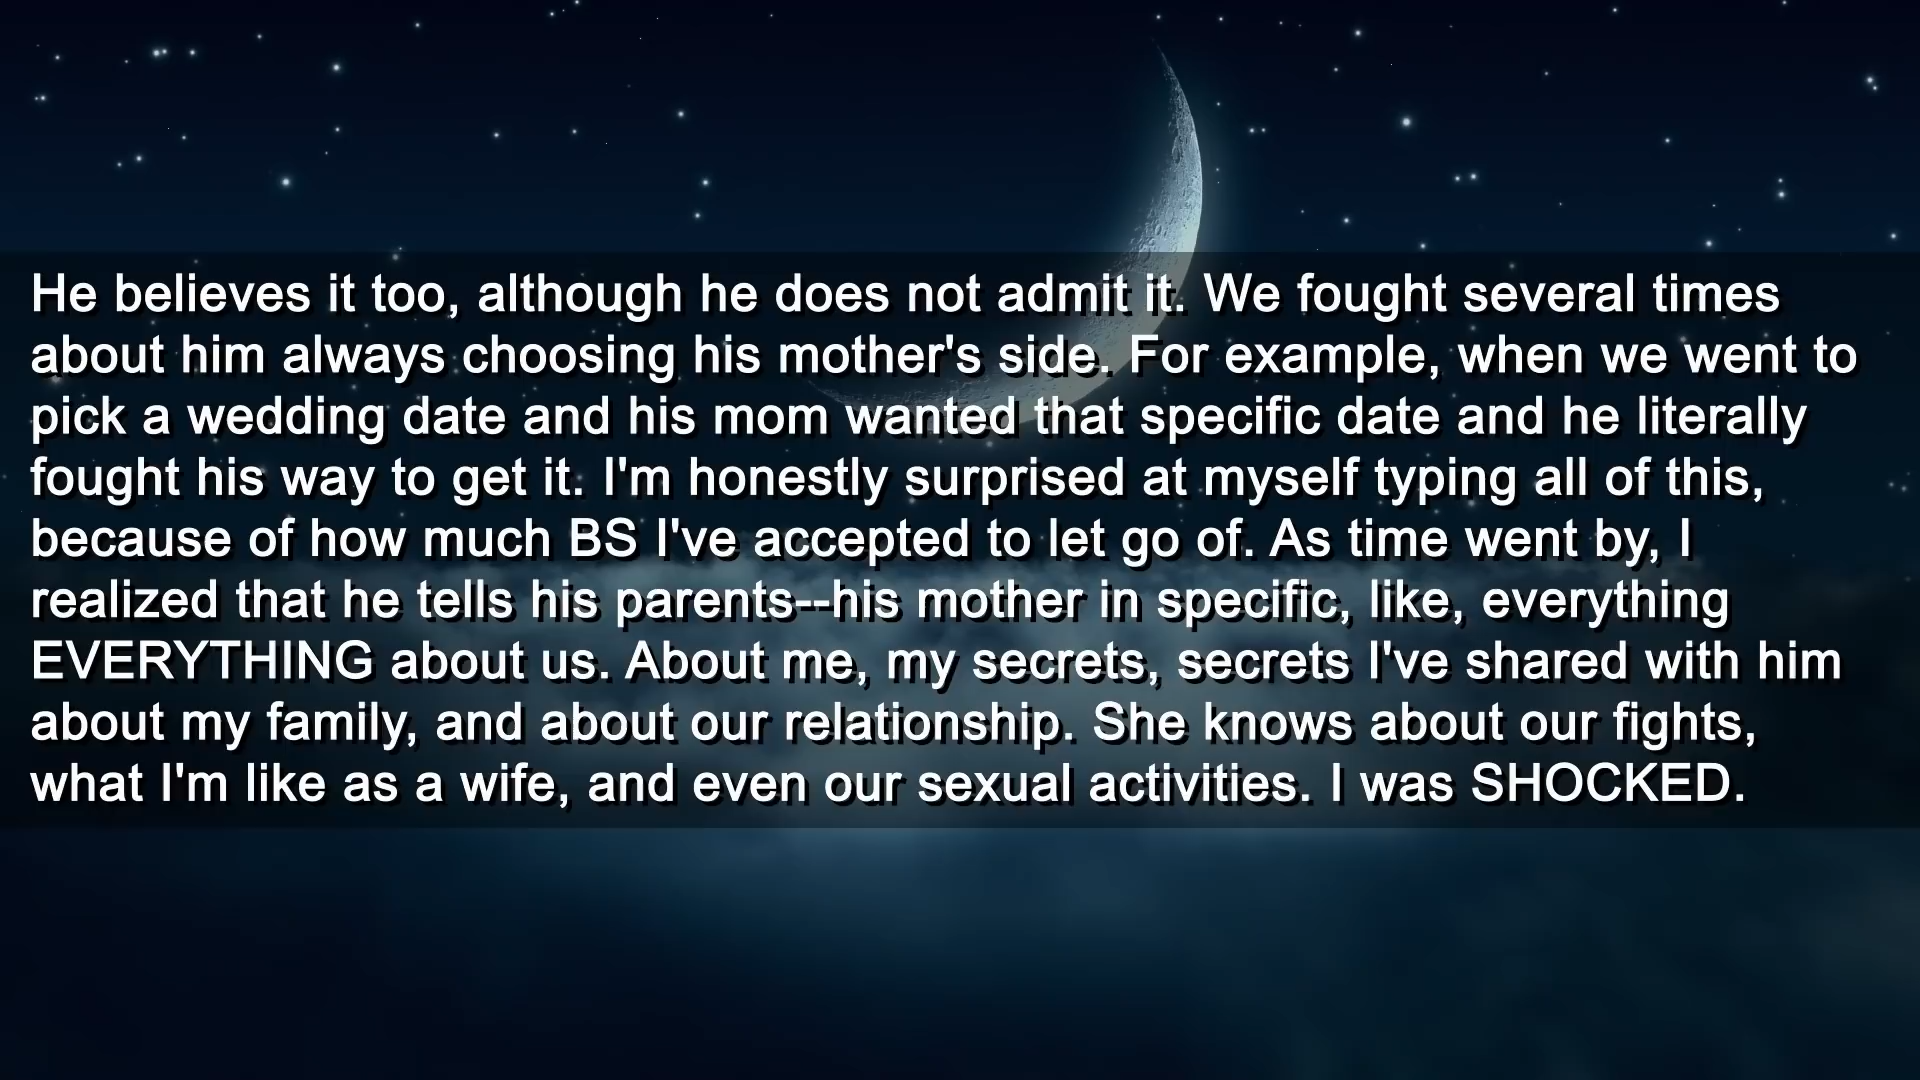 He believes it too, although he does not admit it. We fought several times
about him always choosing his mother's side. For example, when we went to
pick a wedding date and his mom wanted that specific date and he literally
fought his way to get it. I'm honestly surprised at myself typing all of this,
because of how much BS I've accepted to let go of. As time went by, I
realized that he tells his parents--his mother in specific, like, everything
EVERYTHING about us. About me, my secrets, secrets I've shared with him
about my family, and about our relationship. She knows about our fights,
what I'm like as a wife, and even our sexual activities. I was SHOCKED.